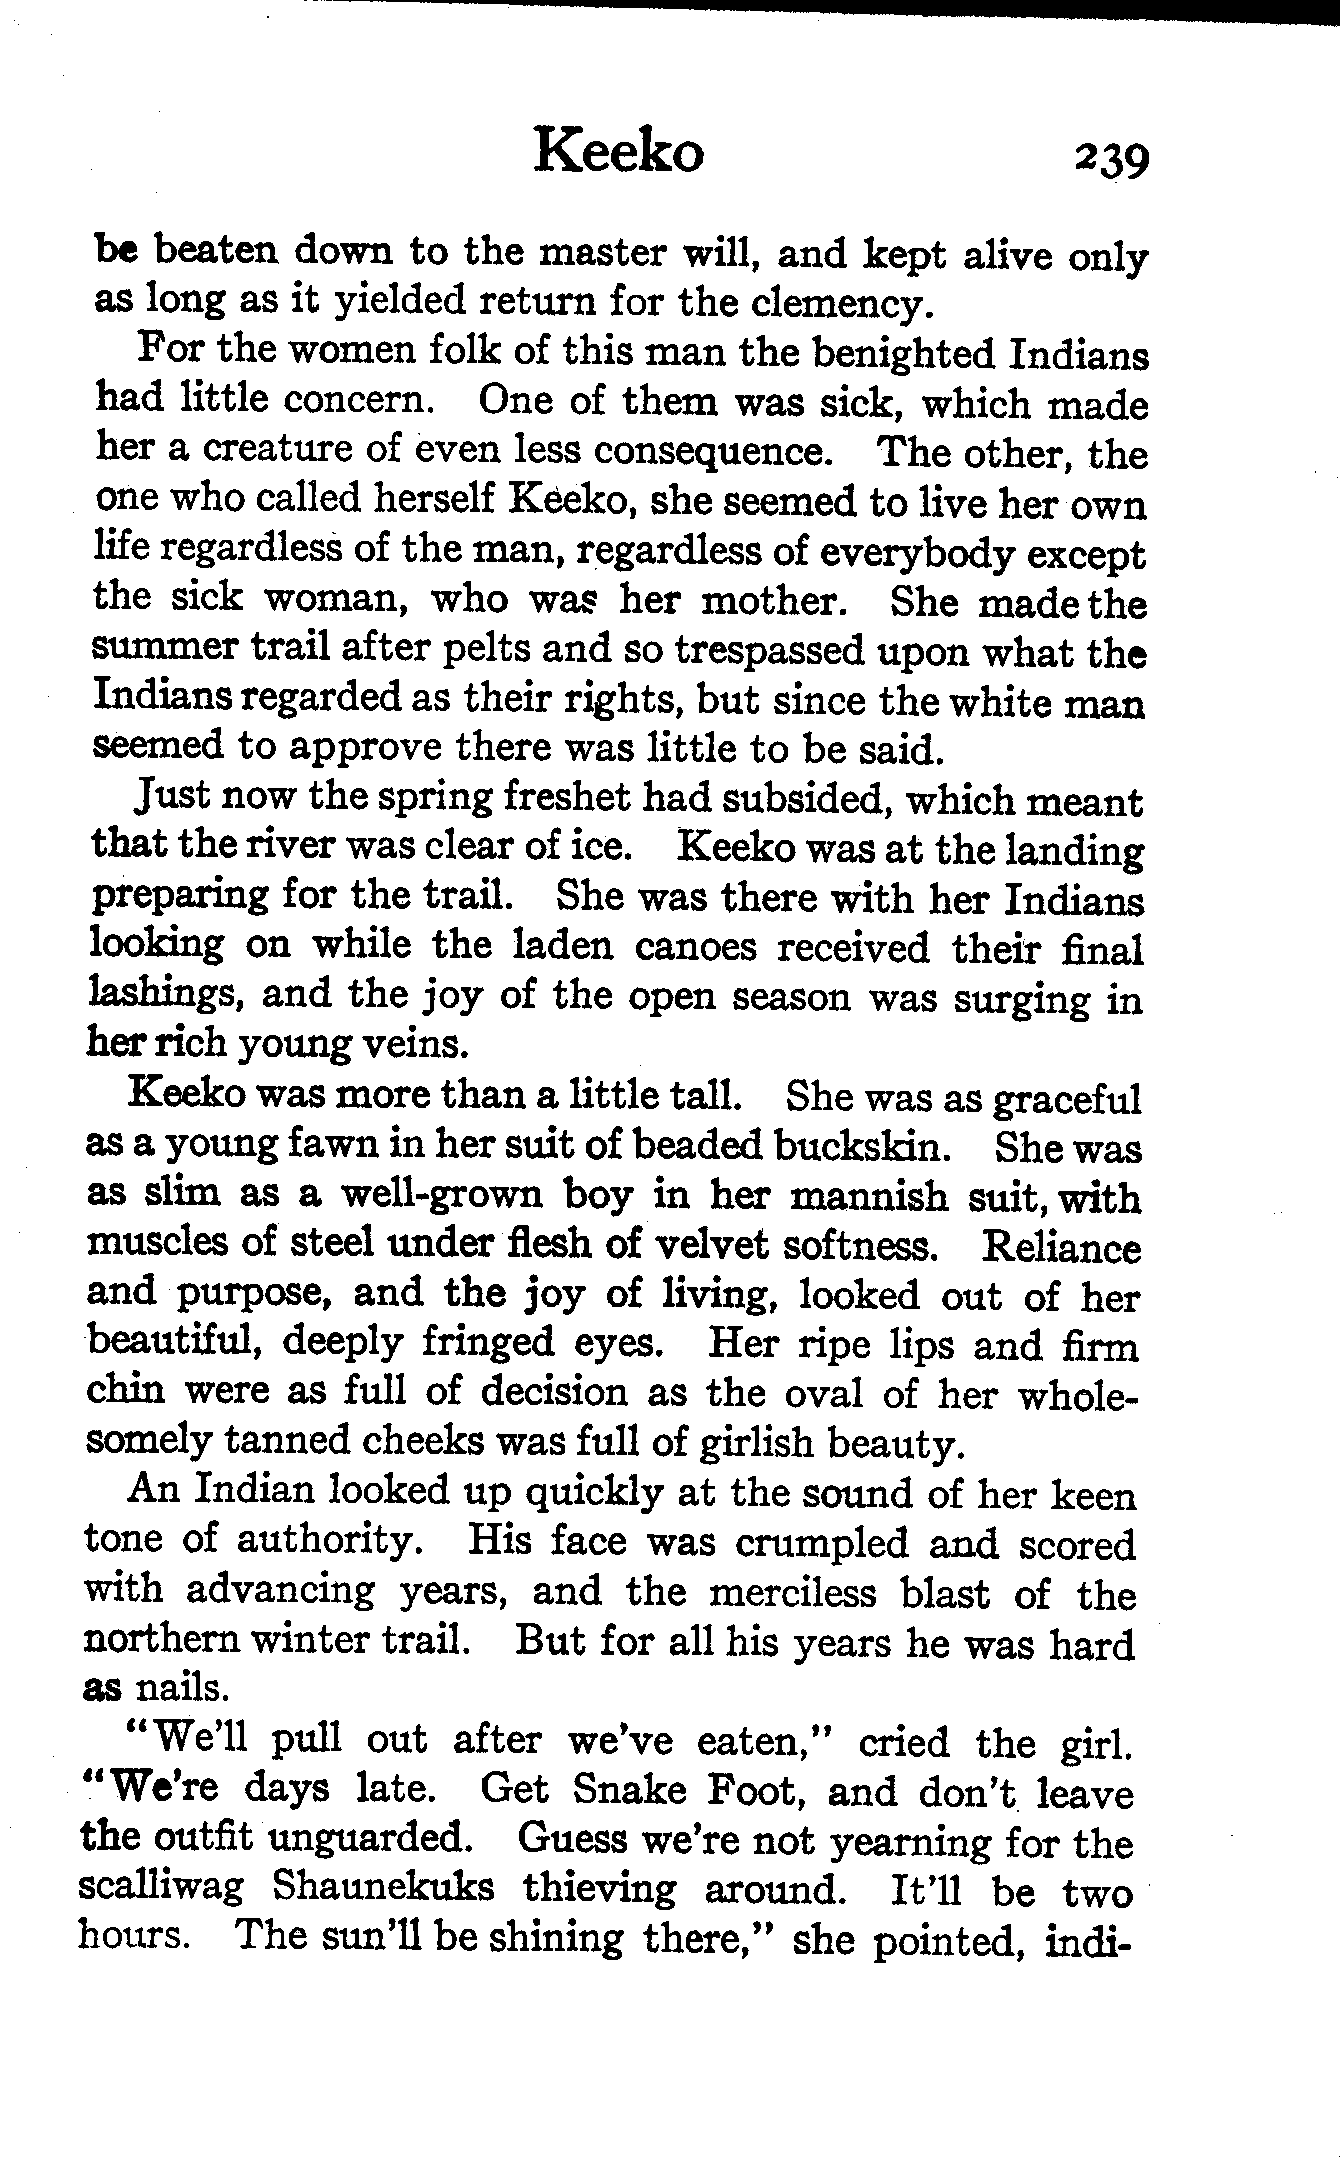 Keeko 239
be beaten down to the master will, and kept alive only
as long as it yielded return for the clemency.
For the women folk of this man the benighted Indians
had little concern. One of them was sick, which made
her a creature of even less consequence. The other, the
one who called herself Keeko, she seemed to live her own
life regardless of the man, regardless of everybody except
the sick woman, who was her mother. She made the
summer trail after pelts and so trespassed upon what the
Indians regarded as their rights, but since the white man
seemed to approve there was little to be said.
Just now the spring freshet had subsided, which meant
that the river was clear of ice. Keeko was at the landing
preparing for the trail. She was there with her Indians
looking on while the laden canoes received their final
lashings, and the joy of the open season was surging in
her rich young veins.
Keeko was more than a little tall. She was as graceful
as a young fawn in her suit of beaded buckskin. She was
as slim as a well-grown boy in her mannish suit, with
muscles of steel under flesh of velvet softness. Reliance
and purpose, and the joy of living, looked out of her
beautiful, deeply fringed eyes. Her ripe lips and firm
chin were as full of decision as the oval of her whole-
somely tanned cheeks was full of girlish beauty.
An Indian looked up quickly at the sound of her keen
tone of authority. His face was crumpled and scored
with advancing years, and the merciless blast of the
northern winter trail. But for all his years he was hard
as nails.
“We'll pull out after we've eaten,” cried the girl.
“We're days late. Get Snake Foot, and don't leave
the outfit unguarded. Guess we're not yearning for the
scalliwag Shaunekuks thieving around. It'll be two
hours. The sun'll be shining there,” she pointed, indi-